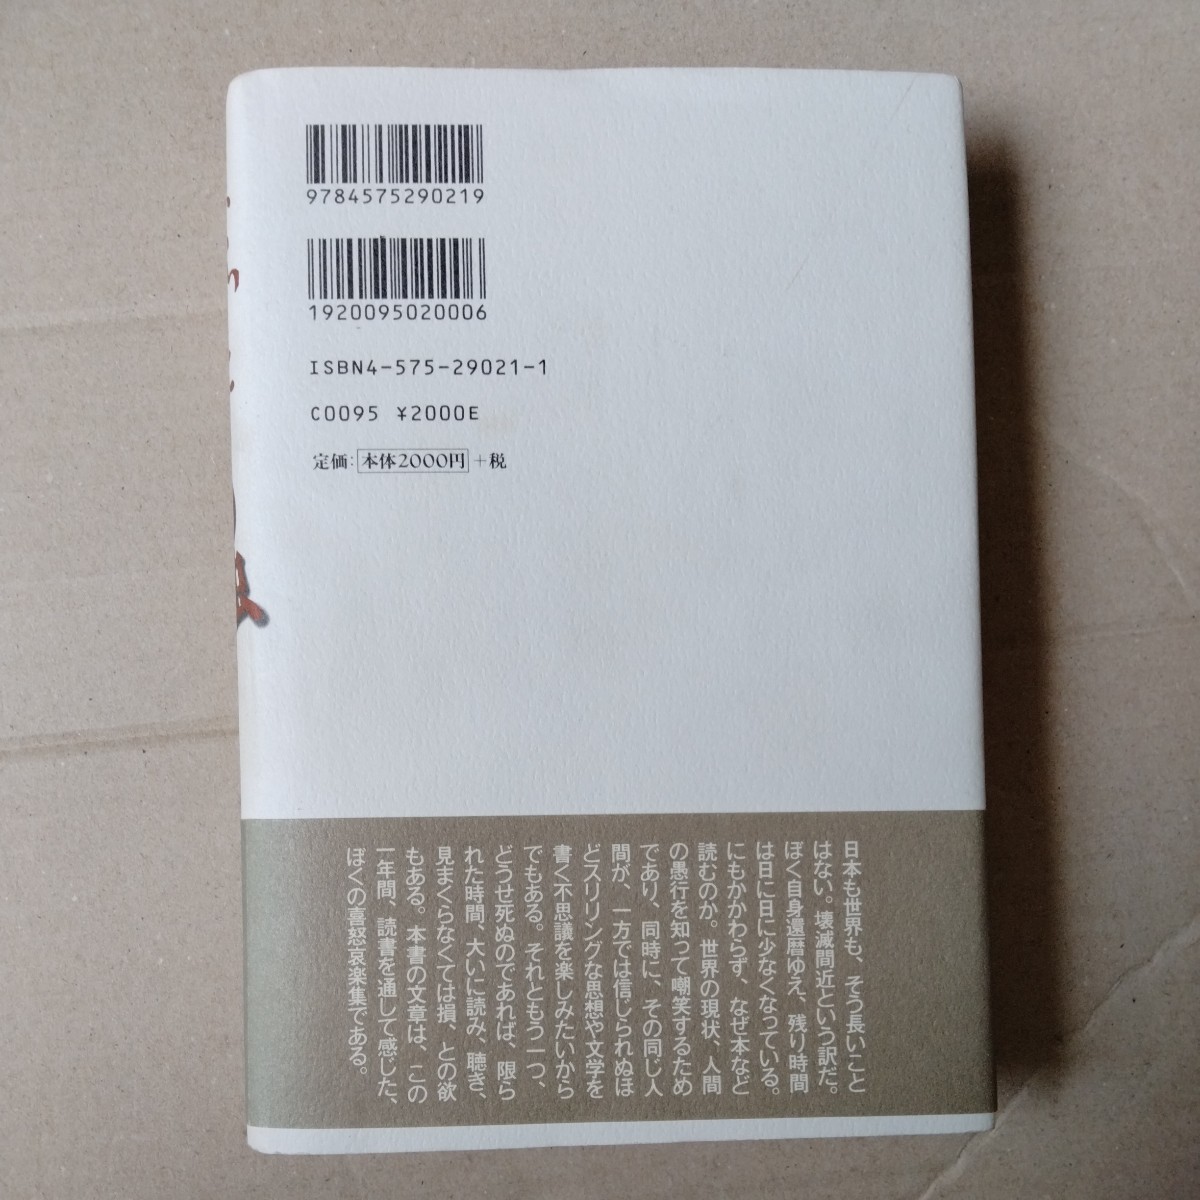 9784575290219
1920095020006
ISBN4-575-29021-1
C0095 ¥2000E
定価:本体2000円+税
日本も世界も、そう長いこと
はない。壊滅間近という訳だ。
ぼく自身還暦ゆえ、残り時間
は日に日に少なくなっている。
にもかかわらず、なぜ本など
読むのか。世界の現状、人間
の愚行を知って嘲笑するため
であり、同時に、その同じ人
間が、一方では信じられぬほ
どスリリングな思想や文学を
書く不思議を楽しみたいから
でもある。それともう一つ、
どうせ死ぬのであれば、限ら
れた時間、大いに読み、聴き、
見まくらなくては損、との欲
もある。本書の文章は、この
一年間、読書を通して感じた、
ぼくの喜怒哀楽集である。